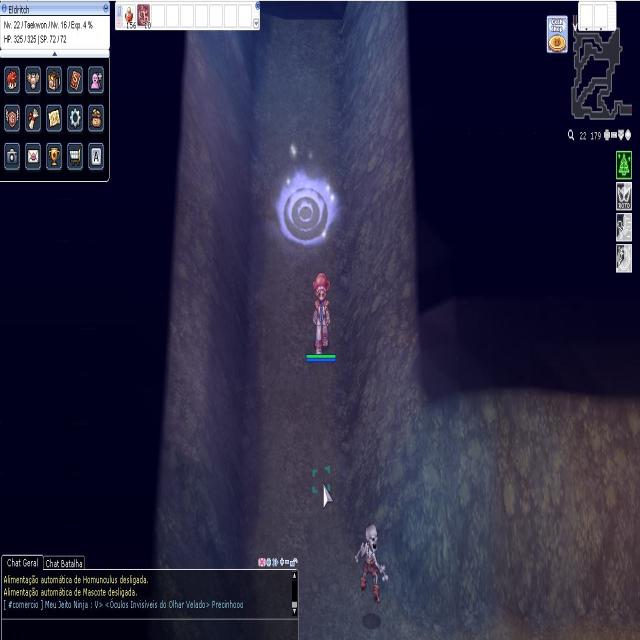 Eldritch
Nv. 22 / Taekwon / Nv. 16 / Exp. 4 %
HP. 325 / 325 | SP. 72 / 72
156
10
22 179
Chat Geral Chat Batalha
Alimentação automática de Homunculus desligada.
Alimentação automática de Mascote desligada.
[ #comercio ] Meu Jeito Ninja : V> <Óculos Invisíveis do Olhar Velado> Precinhooo